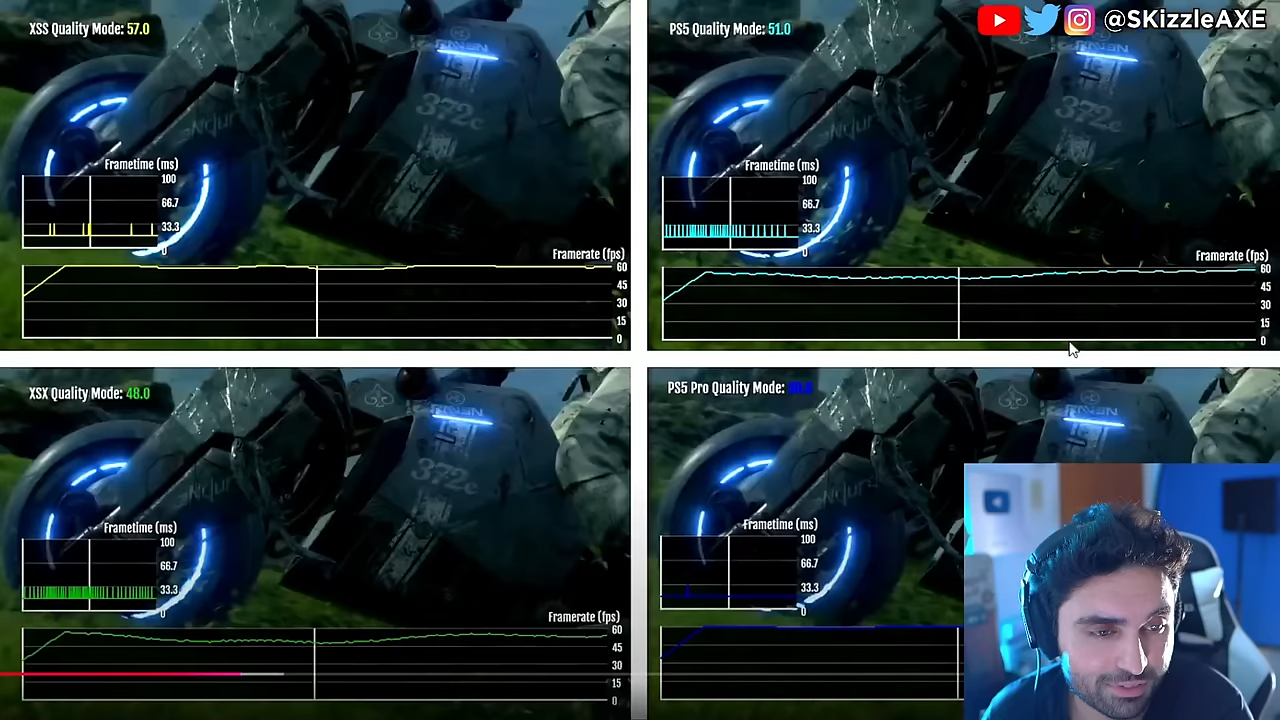 XSS Quality Mode: 57.0
372c
Frametime (ms)
100
66.7
33.3
0
Framerate (fps)
60
45
30
15
0
PS5 Quality Mode: 51.0
@SKizzleAXE
372c
Frametime (ms)
100
66.7
33.3
0
Framerate (fps)
60
45
30
15
0
XSX Quality Mode: 48.0
372c
Frametime (ms)
100
66.7
33.3
0
Framerate (fps)
60
45
30
15
0
PS5 Pro Quality Mode:
Frametime (ms)
100
66.7
33.3
0